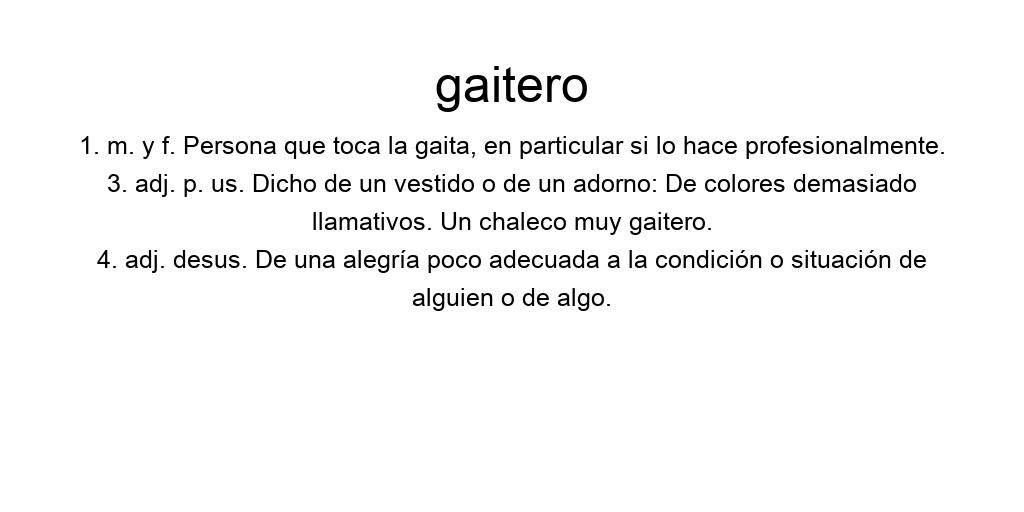 gaitero
1. m. y f. Persona que toca la gaita, en particular si lo hace profesionalmente.
3. adj. p. us. Dicho de un vestido o de un adorno: De colores demasiado
llamativos. Un chaleco muy gaitero.
4. adj. desus. De una alegría poco adecuada a la condición o situación de
alguien o de algo.